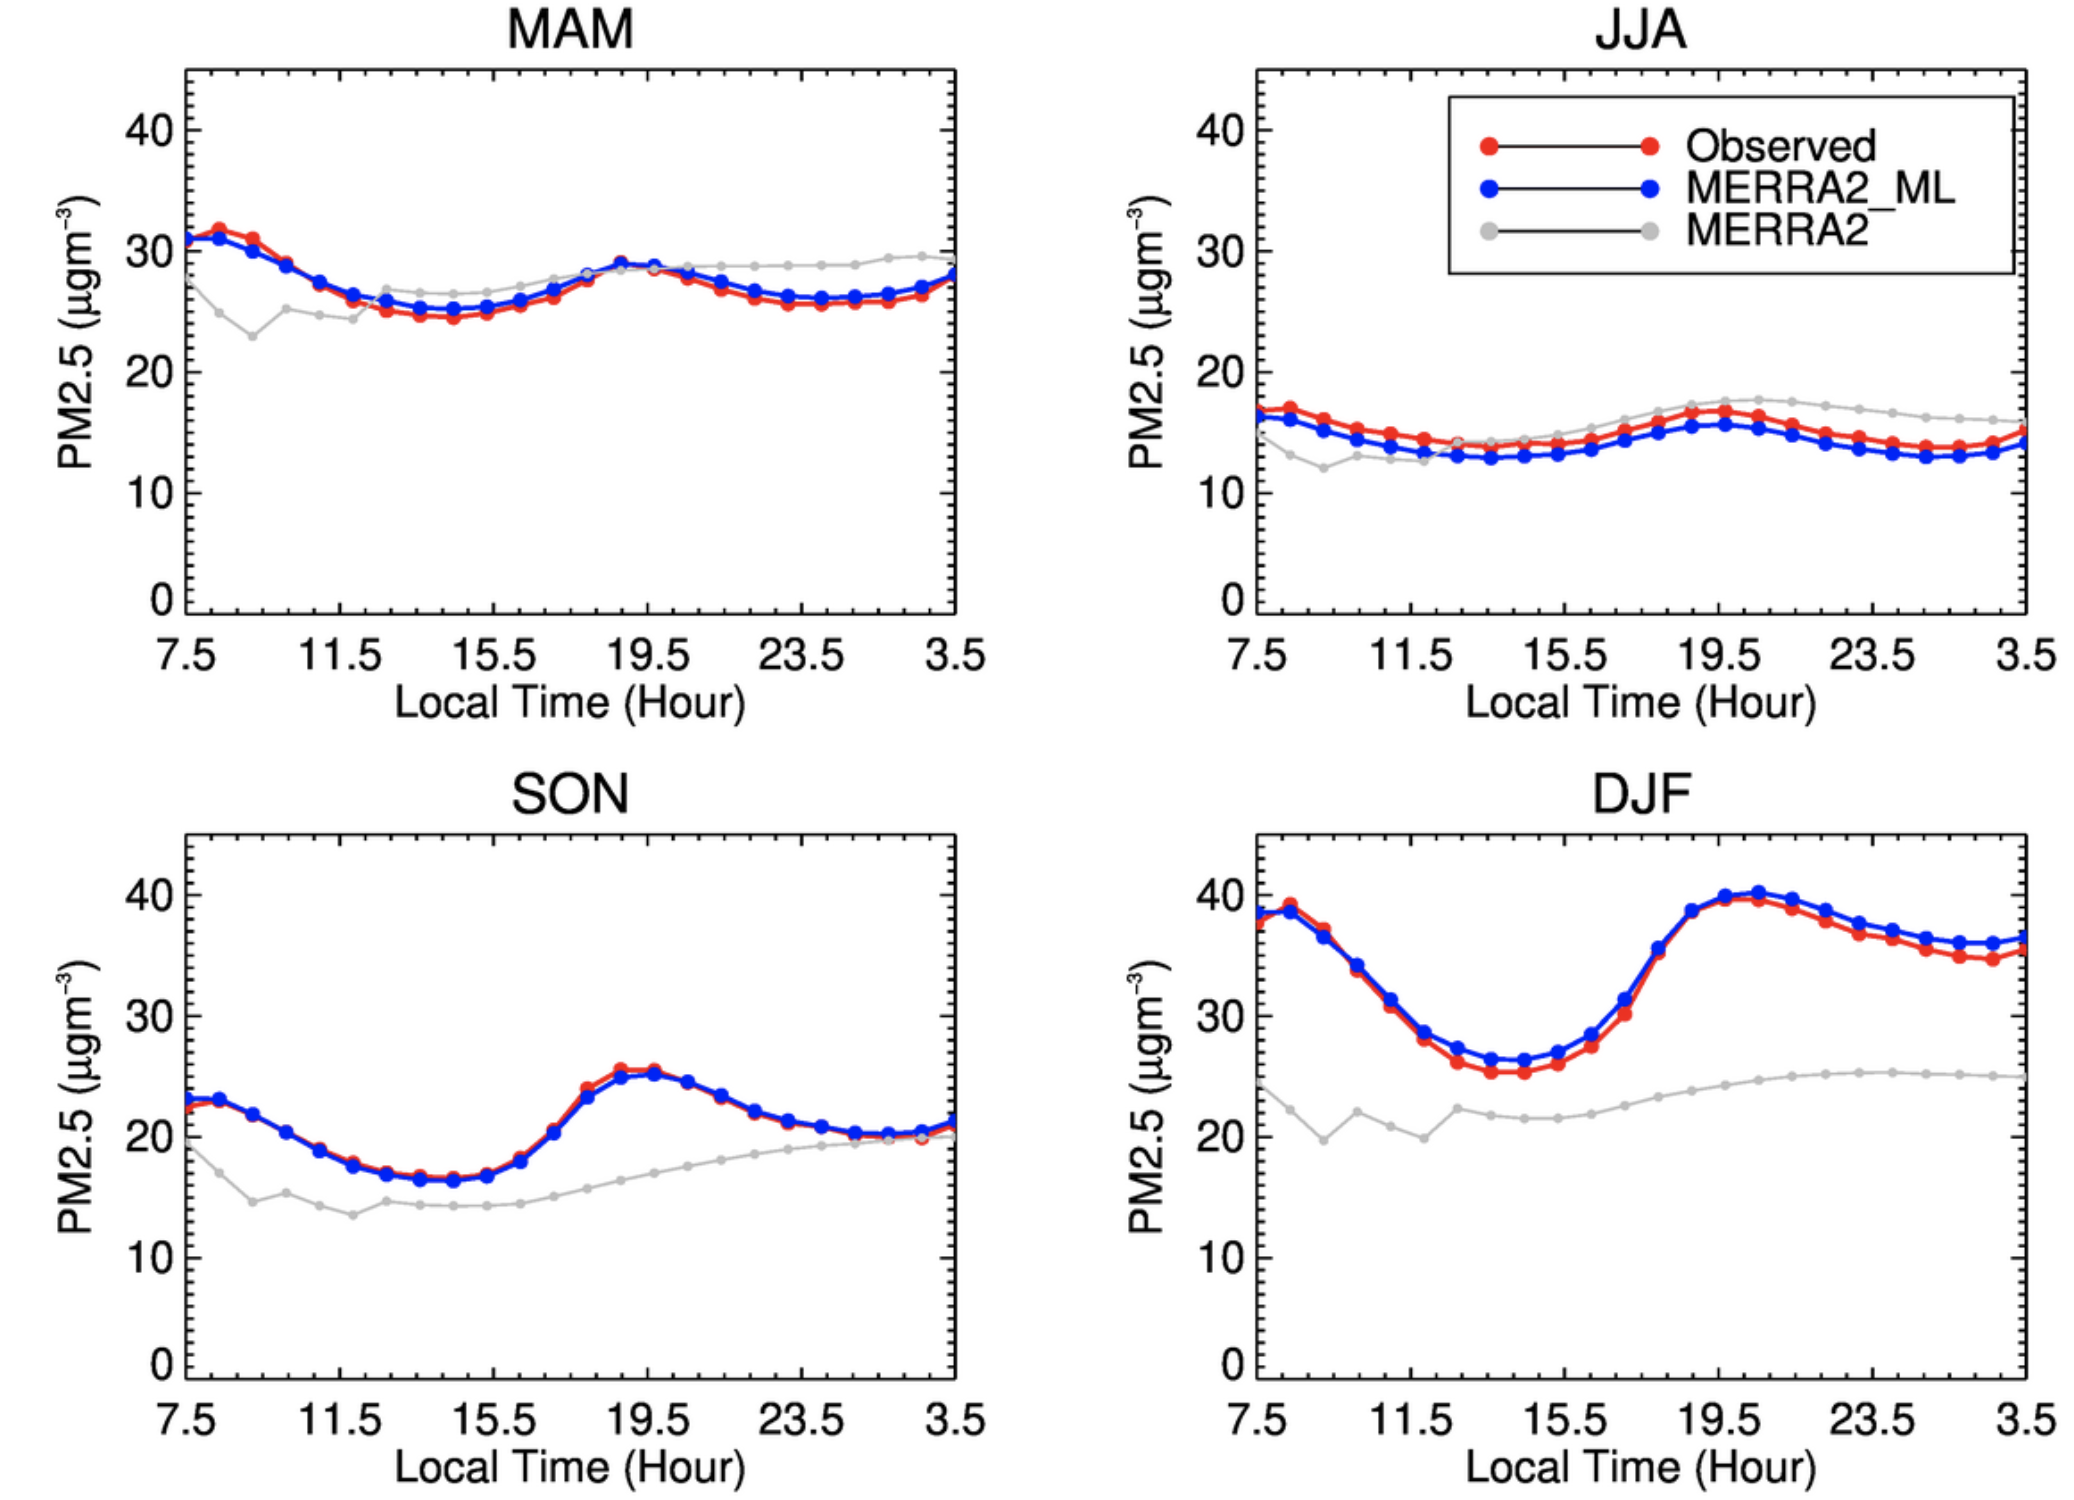 MAM
40
30
20
10
0
PM2.5 (µgm⁻³)
7.5 11.5 15.5 19.5 23.5 3.5
Local Time (Hour)
JJA
Observed
MERRA2_ML
MERRA2
40
30
20
10
0
PM2.5 (µgm⁻³)
7.5 11.5 15.5 19.5 23.5 3.5
Local Time (Hour)
SON
40
30
20
10
0
PM2.5 (µgm⁻³)
7.5 11.5 15.5 19.5 23.5 3.5
Local Time (Hour)
DJF
40
30
20
10
0
PM2.5 (µgm⁻³)
7.5 11.5 15.5 19.5 23.5 3.5
Local Time (Hour)